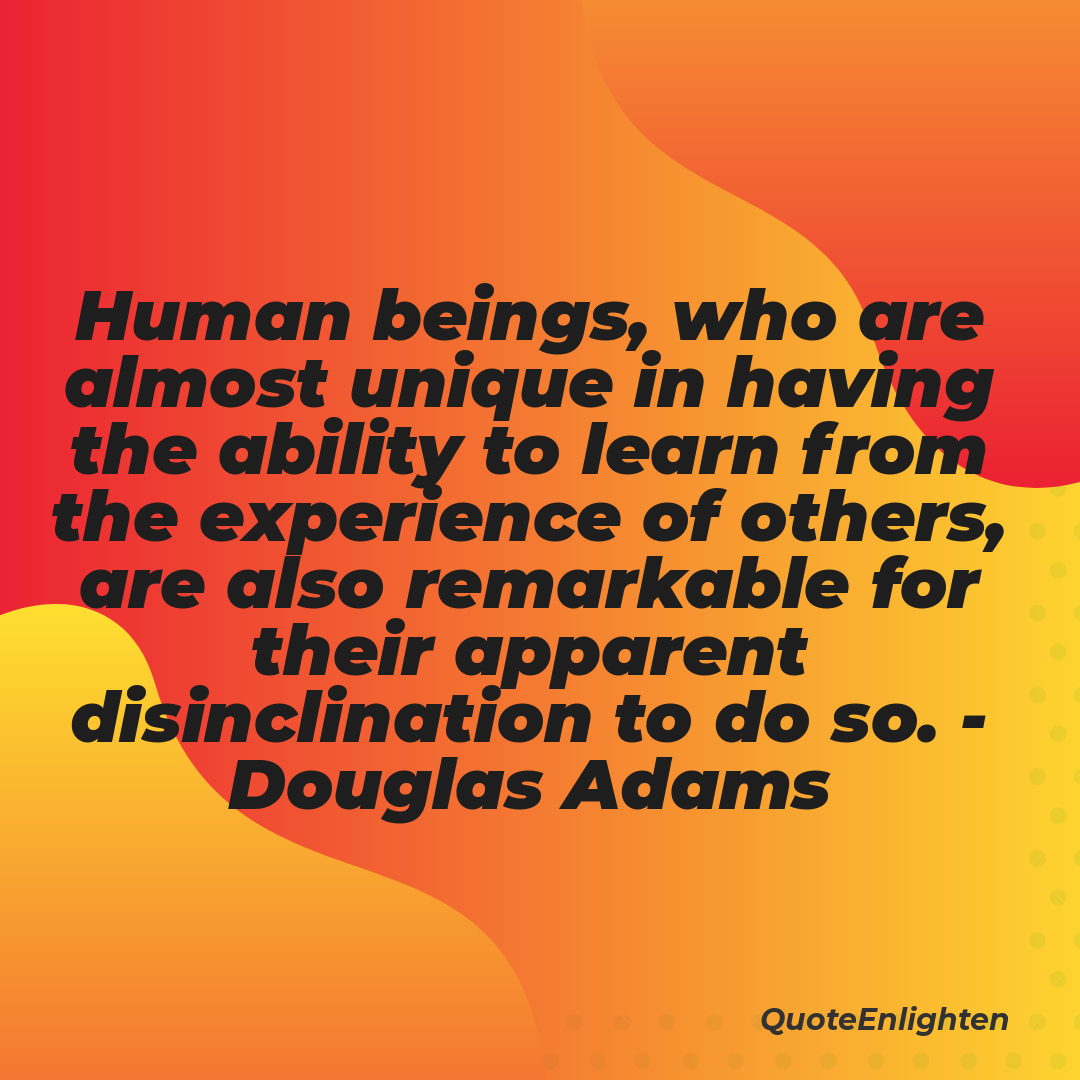 Human beings, who are
almost unique in having
the ability to learn from
the experience of others,
are also remarkable for
their apparent
disinclination to do so. -
Douglas Adams
QuoteEnlighten